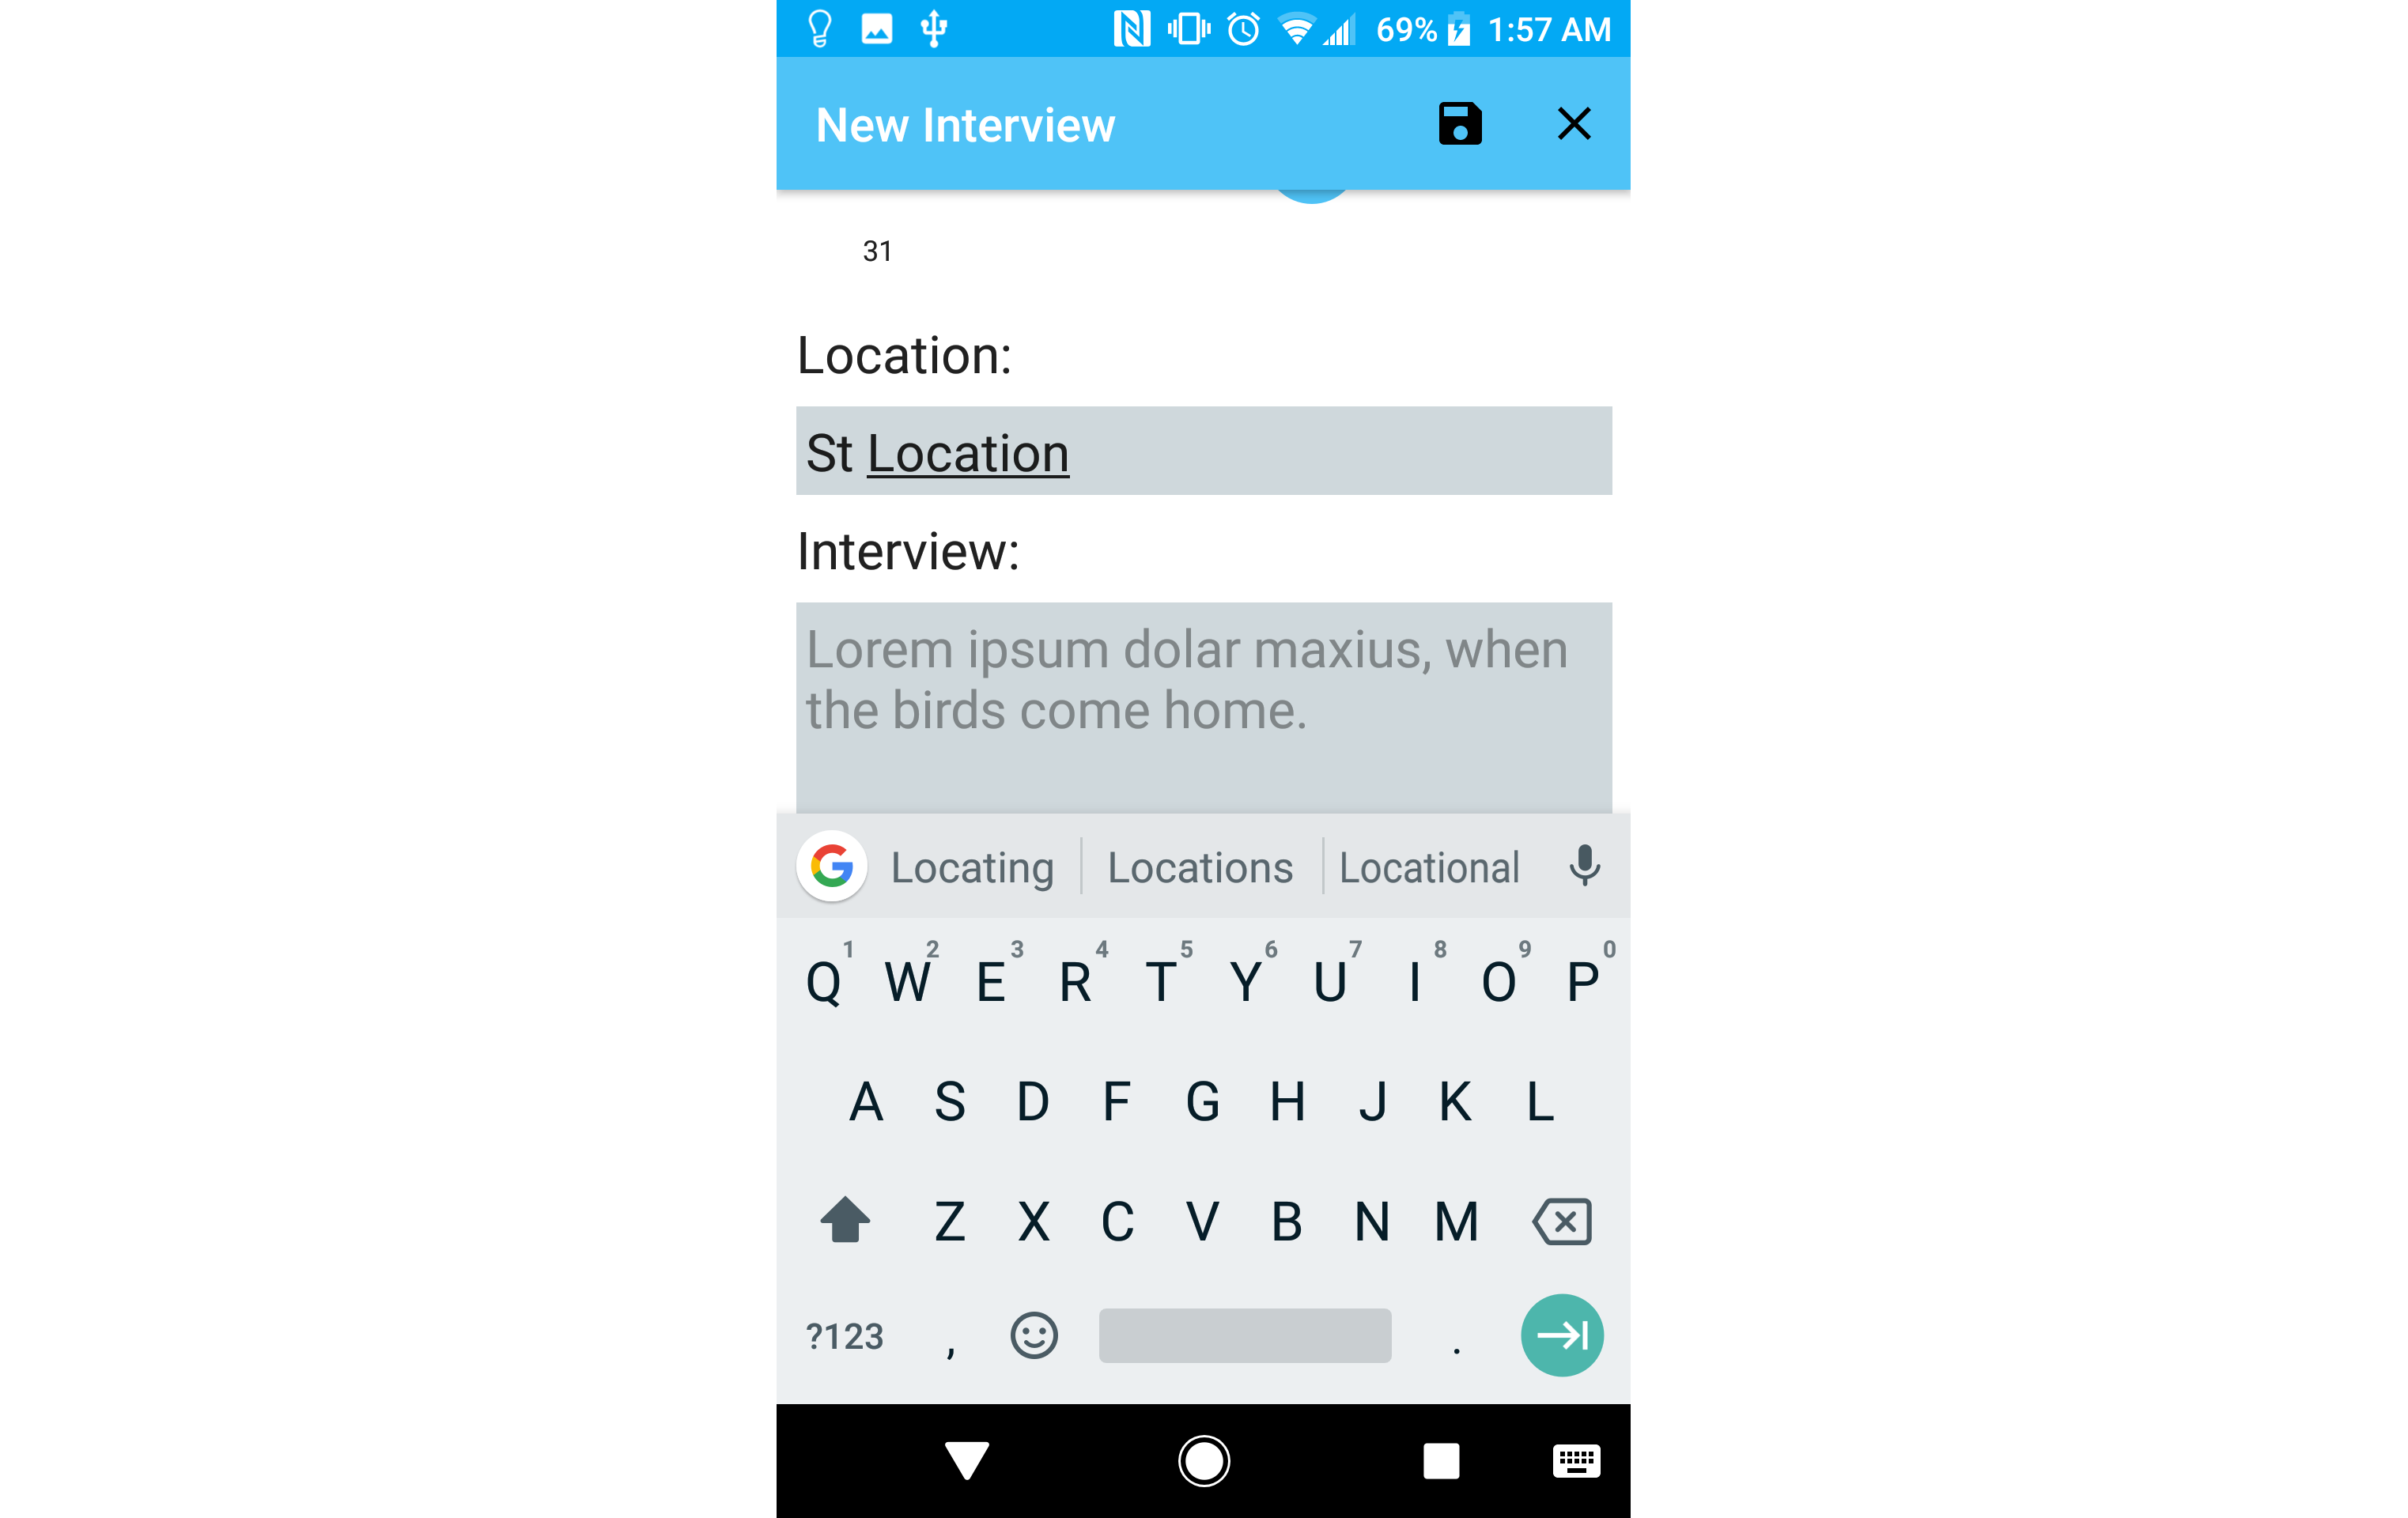 69% 1:57 AM
New Interview
31
Location:
St Location
Interview:
Lorem ipsum dolar maxius, when
the birds come home.
Locating Locations Locational
1 2 3 4 5 6 7 8 9 0
Q W E R T Y U I O P
A S D F G H J K L
Z X C V B N M
?123 , .